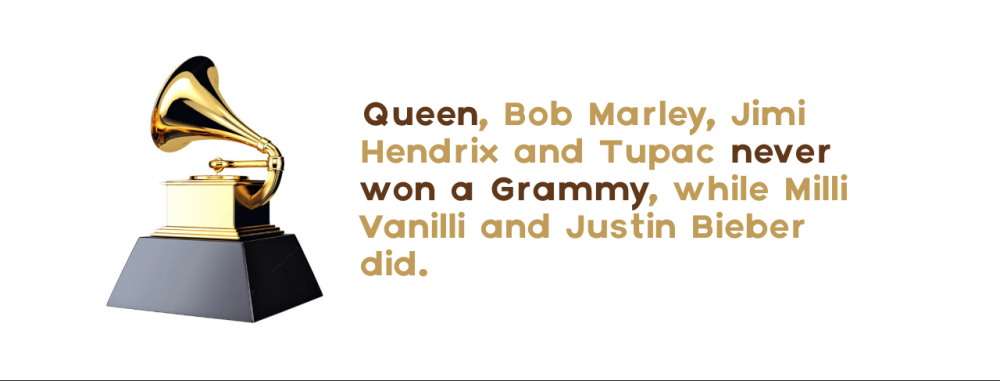 Queen, Bob Marley, Jimi
Hendrix and Tupac never
won a Grammy, while Milli
Vanilli and Justin Bieber
did.